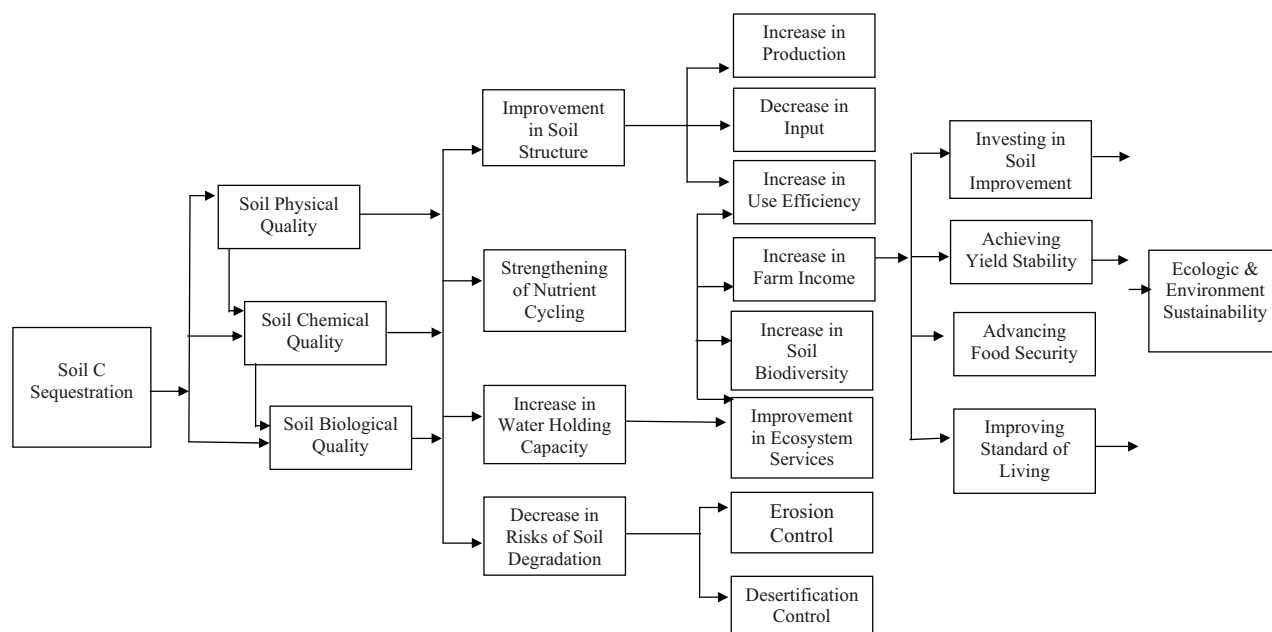 Soil C
Sequestration
Soil Physical
Quality
Soil Chemical
Quality
Soil Biological
Quality
Improvement
in Soil
Structure
Strengthening
of Nutrient
Cycling
Increase in
Water Holding
Capacity
Decrease in
Risks of Soil
Degradation
Increase in
Production
Decrease in
Input
Increase in
Use Efficiency
Increase in
Farm Income
Increase in
Soil
Biodiversity
Improvement
in Ecosystem
Services
Erosion
Control
Desertification
Control
Investing in
Soil
Improvement
Achieving
Yield Stability
Advancing
Food Security
Improving
Standard of
Living
Ecologic &
Environment
Sustainability